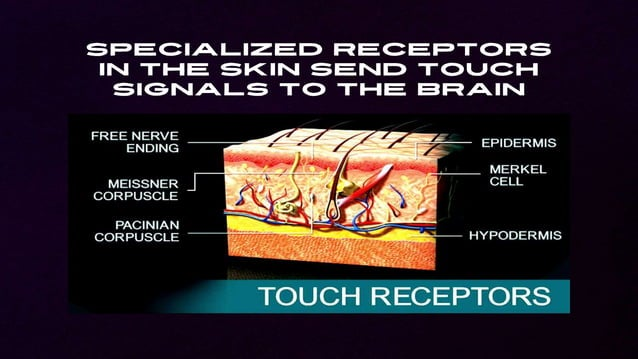 SPECIALIZED RECEPTORS
IN THE SKIN SEND TOUCH
SIGNALS TO THE BRAIN
FREE NERVE
ENDING
MEISSNER
CORPUSCLE
PACINIAN
CORPUSCLE
EPIDERMIS
MERKEL
CELL
HYPODERMIS
TOUCH RECEPTORS